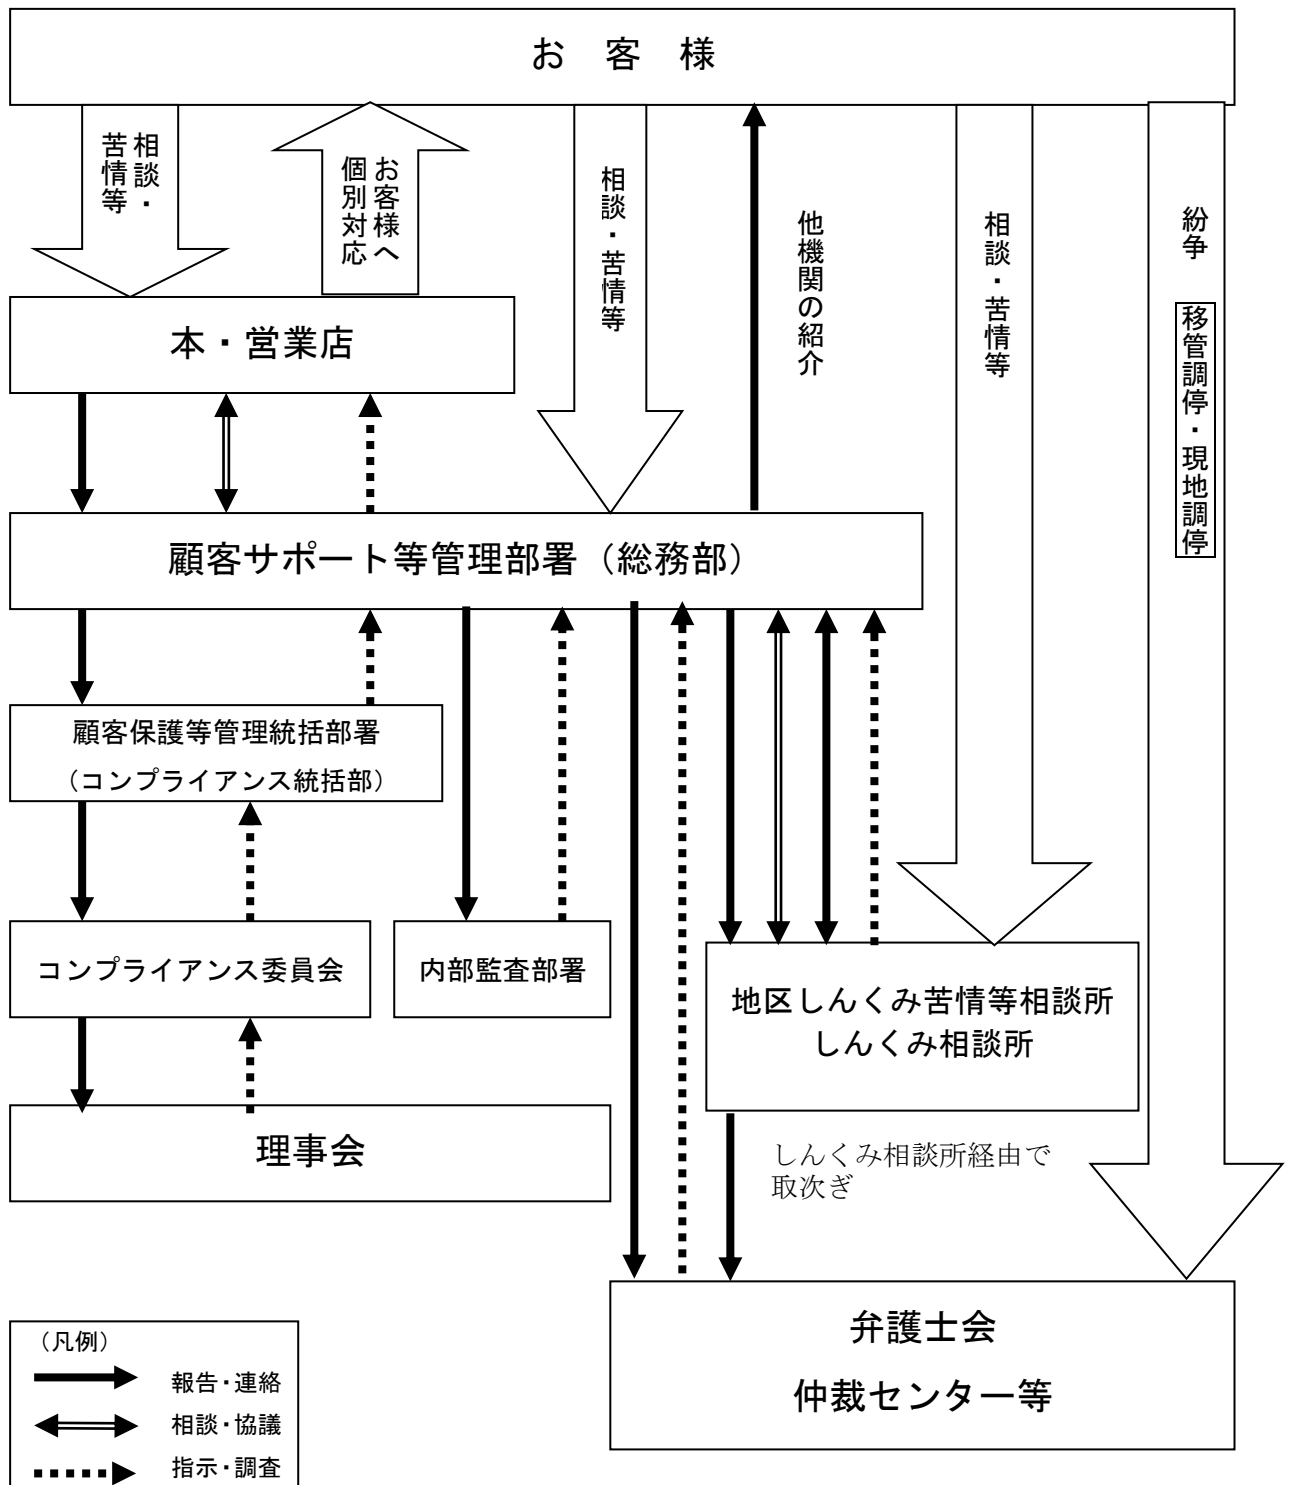 お 客 様
相談・
苦情等
お客様へ
個別対応
相談・苦情等
他機関の紹介
相談・苦情等
紛争
移管調停・現地調停
本・営業店
顧客サポート等管理部署（総務部）
顧客保護等管理統括部署
（コンプライアンス統括部）
コンプライアンス委員会
内部監査部署
地区しんくみ苦情等相談所
しんくみ相談所
理事会
しんくみ相談所経由で
取次ぎ
弁護士会
仲裁センター等
（凡例）
報告・連絡
相談・協議
指示・調査